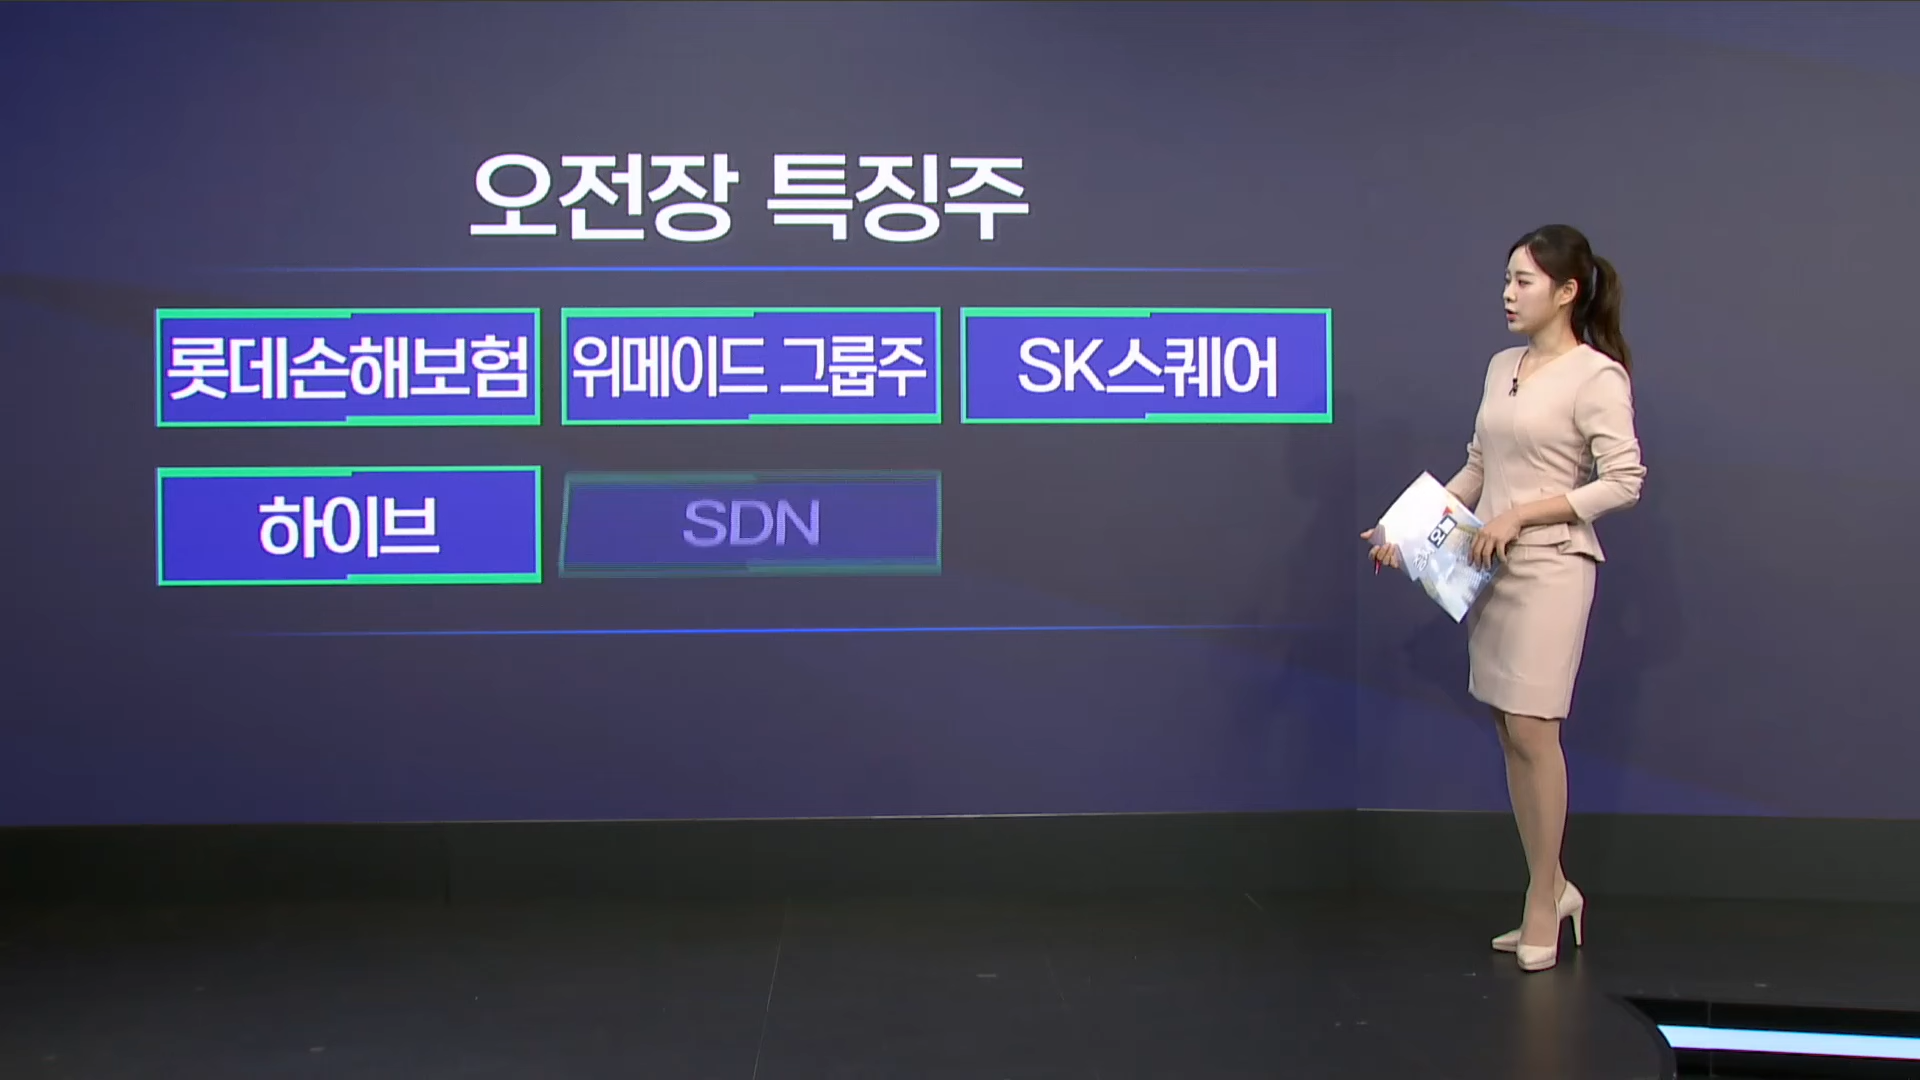 오전장 특징주
롯데손해보험
위메이드 그룹주
SK스퀘어
하이브
SDN